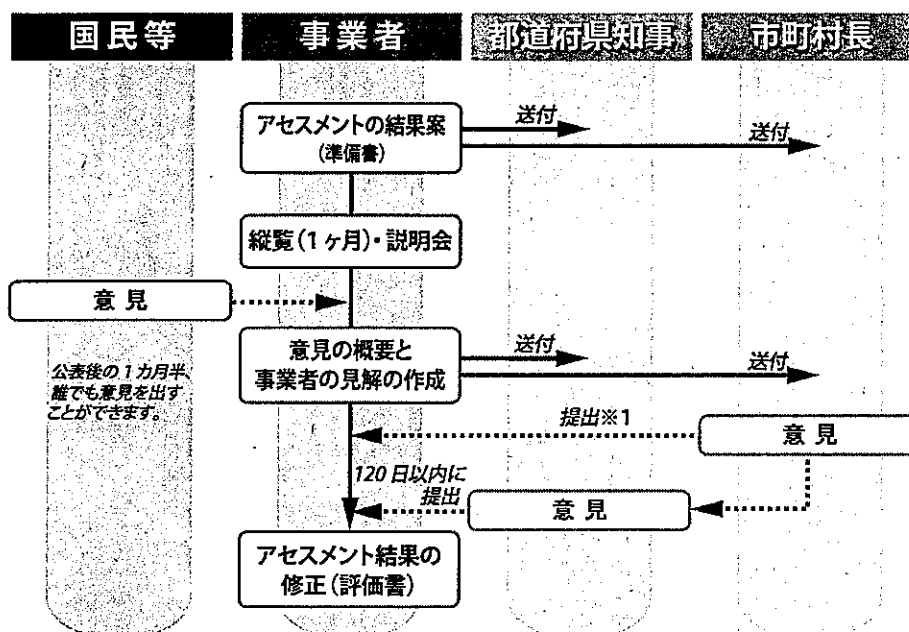 国民等
事業者
都道府県知事
市町村長
アセスメントの結果案
(準備書)
送付
送付
縦覧(1ヶ月)・説明会
意見
公表後の1カ月半、
誰でも意見を出す
ことができます。
意見の概要と
事業者の見解の作成
送付
送付
提出※1
意見
120日以内に
提出
意見
アセスメント結果の
修正(評価書)